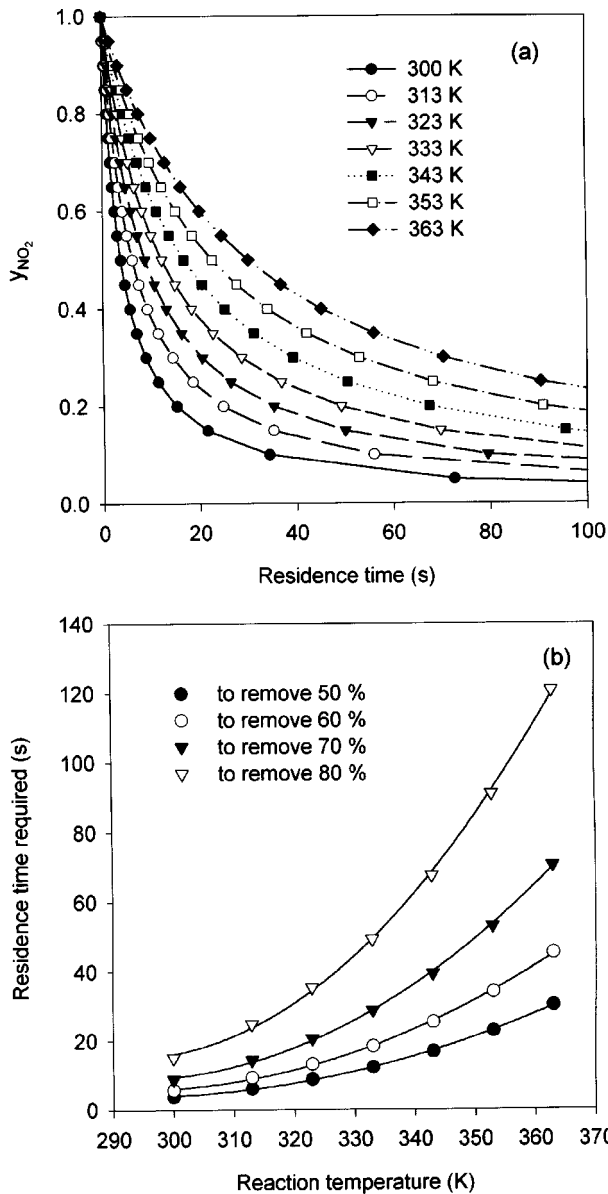 (a)
300 K
313 K
323 K
333 K
343 K
353 K
363 K
1.0
0.8
0.6
0.4
0.2
0.0
yNO2
0 20 40 60 80 100
Residence time (s)
(b)
to remove 50 %
to remove 60 %
to remove 70 %
to remove 80 %
140
120
100
80
60
40
20
0
Residence time required (s)
290 300 310 320 330 340 350 360 370
Reaction temperature (K)